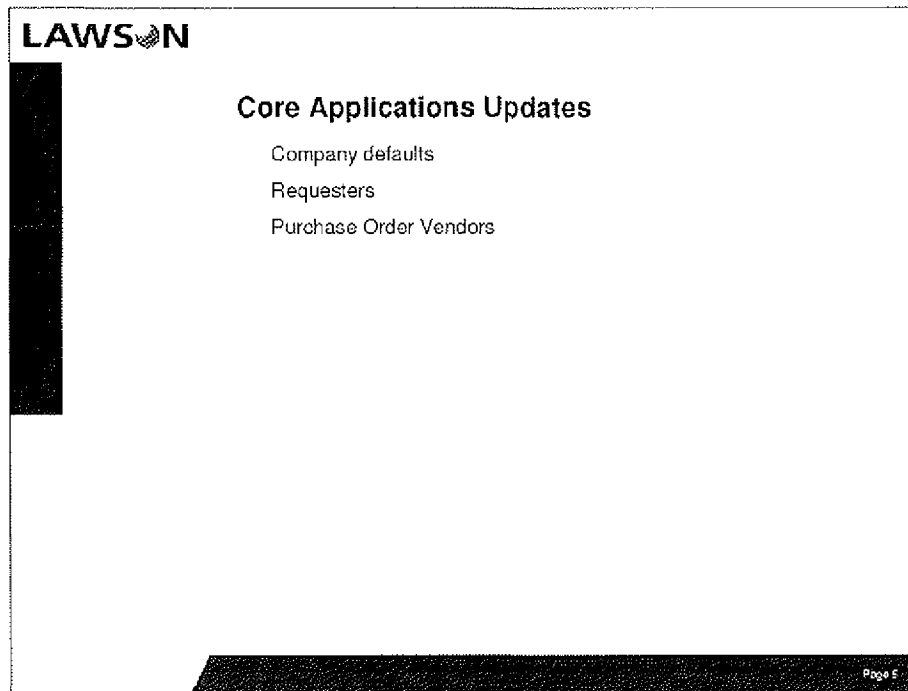 LAWSON
Core Applications Updates
Company defaults
Requesters
Purchase Order Vendors
Page 5